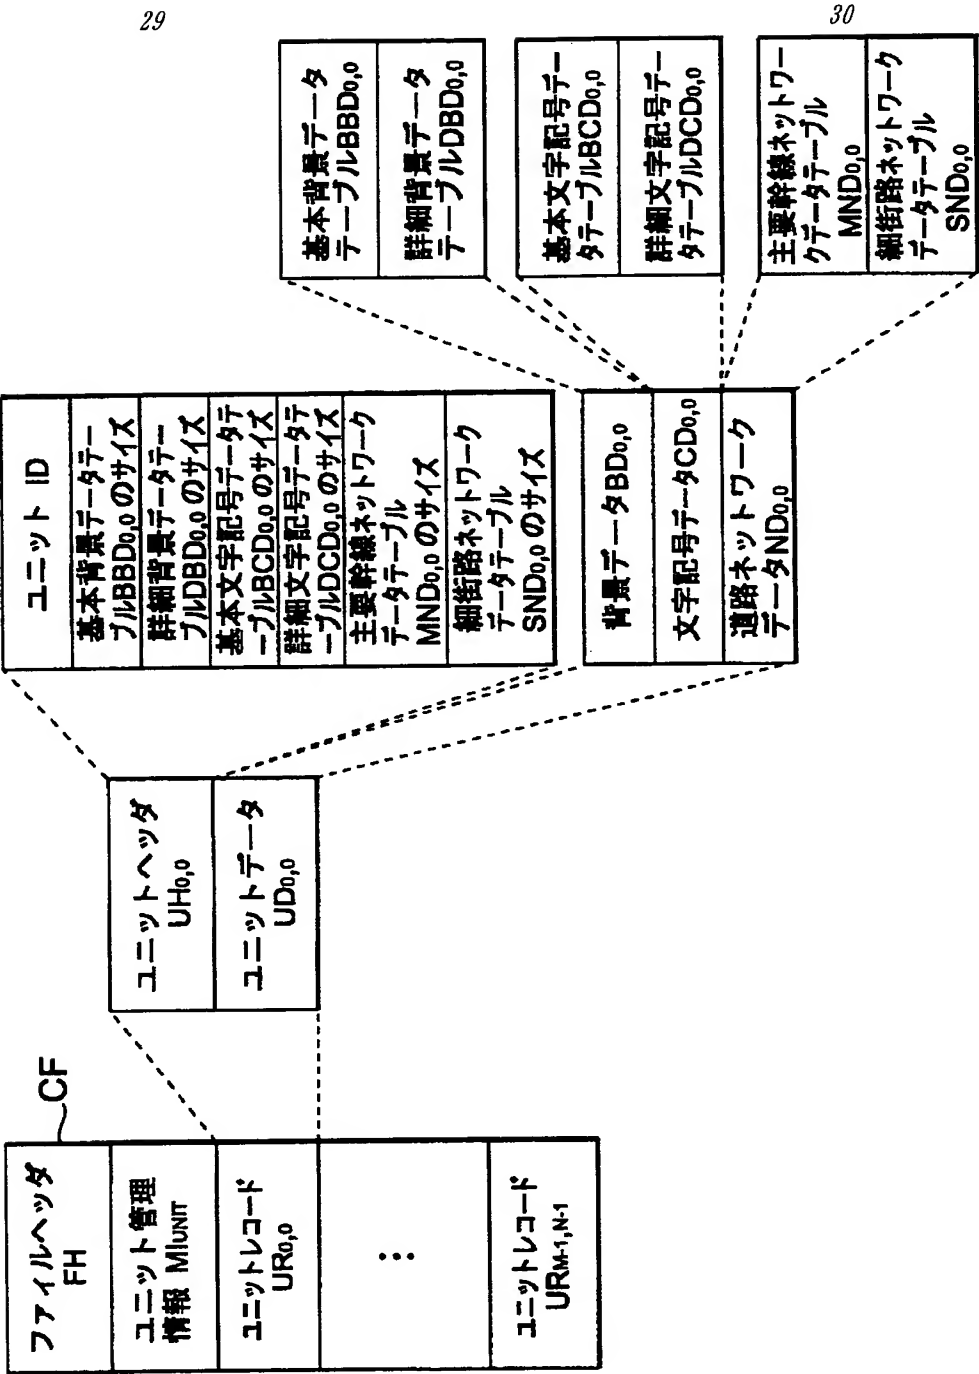 29
30
CF
ファイルヘッダ
FH
ユニット管理
情報 MIUNIT
ユニットレコード
UR0,0
⋮
ユニットレコード
URM-1,N-1
ユニットヘッダ
UH0,0
ユニットデータ
UD0,0
ユニット ID
基本背景データテー
ブルBBD0,0 のサイズ
詳細背景データテー
ブルDBD0,0 のサイズ
基本文字記号データテ
ーブルBCD0,0 のサイズ
詳細文字記号データテ
ーブルDCD0,0 のサイズ
主要幹線ネットワーク
データテーブル
MND0,0 のサイズ
細街路ネットワーク
データテーブル
SND0,0 のサイズ
背景データBD0,0
文字記号データCD0,0
道路ネットワーク
データND0,0
基本背景データ
テーブルBBD0,0
詳細背景データ
テーブルDBD0,0
基本文字記号デー
タテーブルBCD0,0
詳細文字記号デー
タテーブルDCD0,0
主要幹線ネットワー
クデータテーブル
MND0,0
細街路ネットワーク
データテーブル
SND0,0